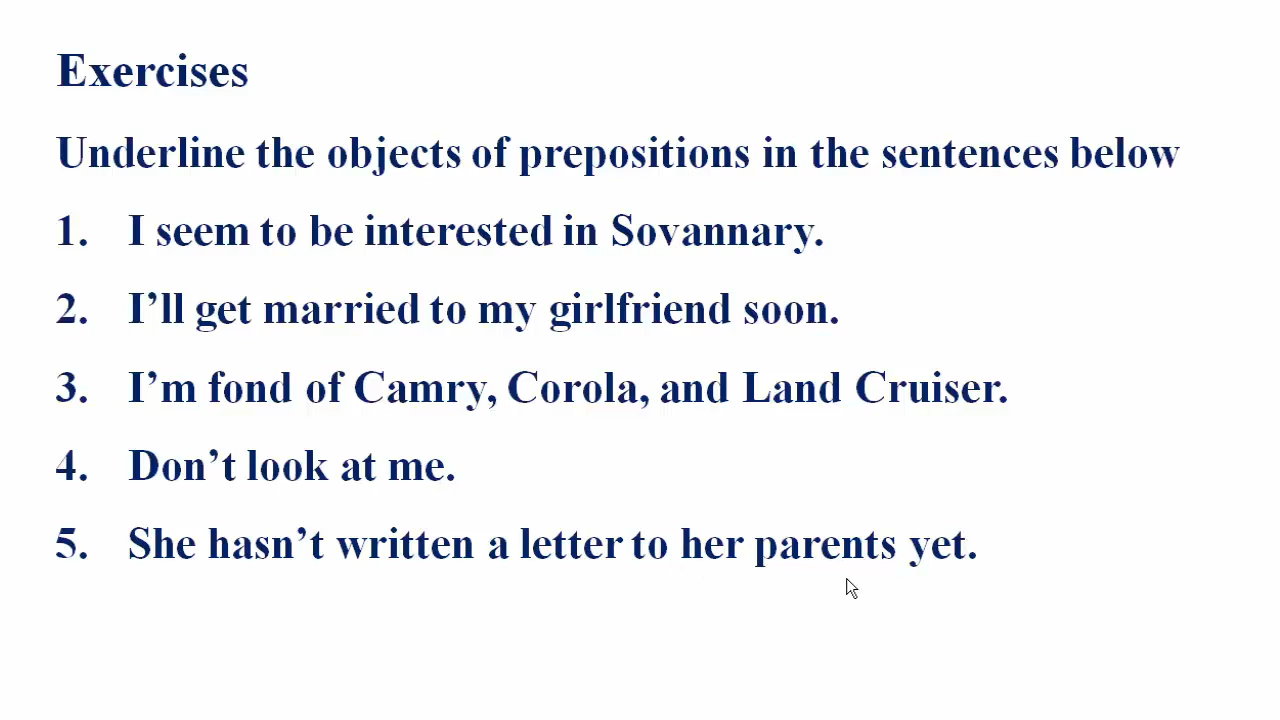 Exercises
Underline the objects of prepositions in the sentences below
1. I seem to be interested in Sovannary.
2. I’ll get married to my girlfriend soon.
3. I’m fond of Camry, Corola, and Land Cruiser.
4. Don’t look at me.
5. She hasn’t written a letter to her parents yet.